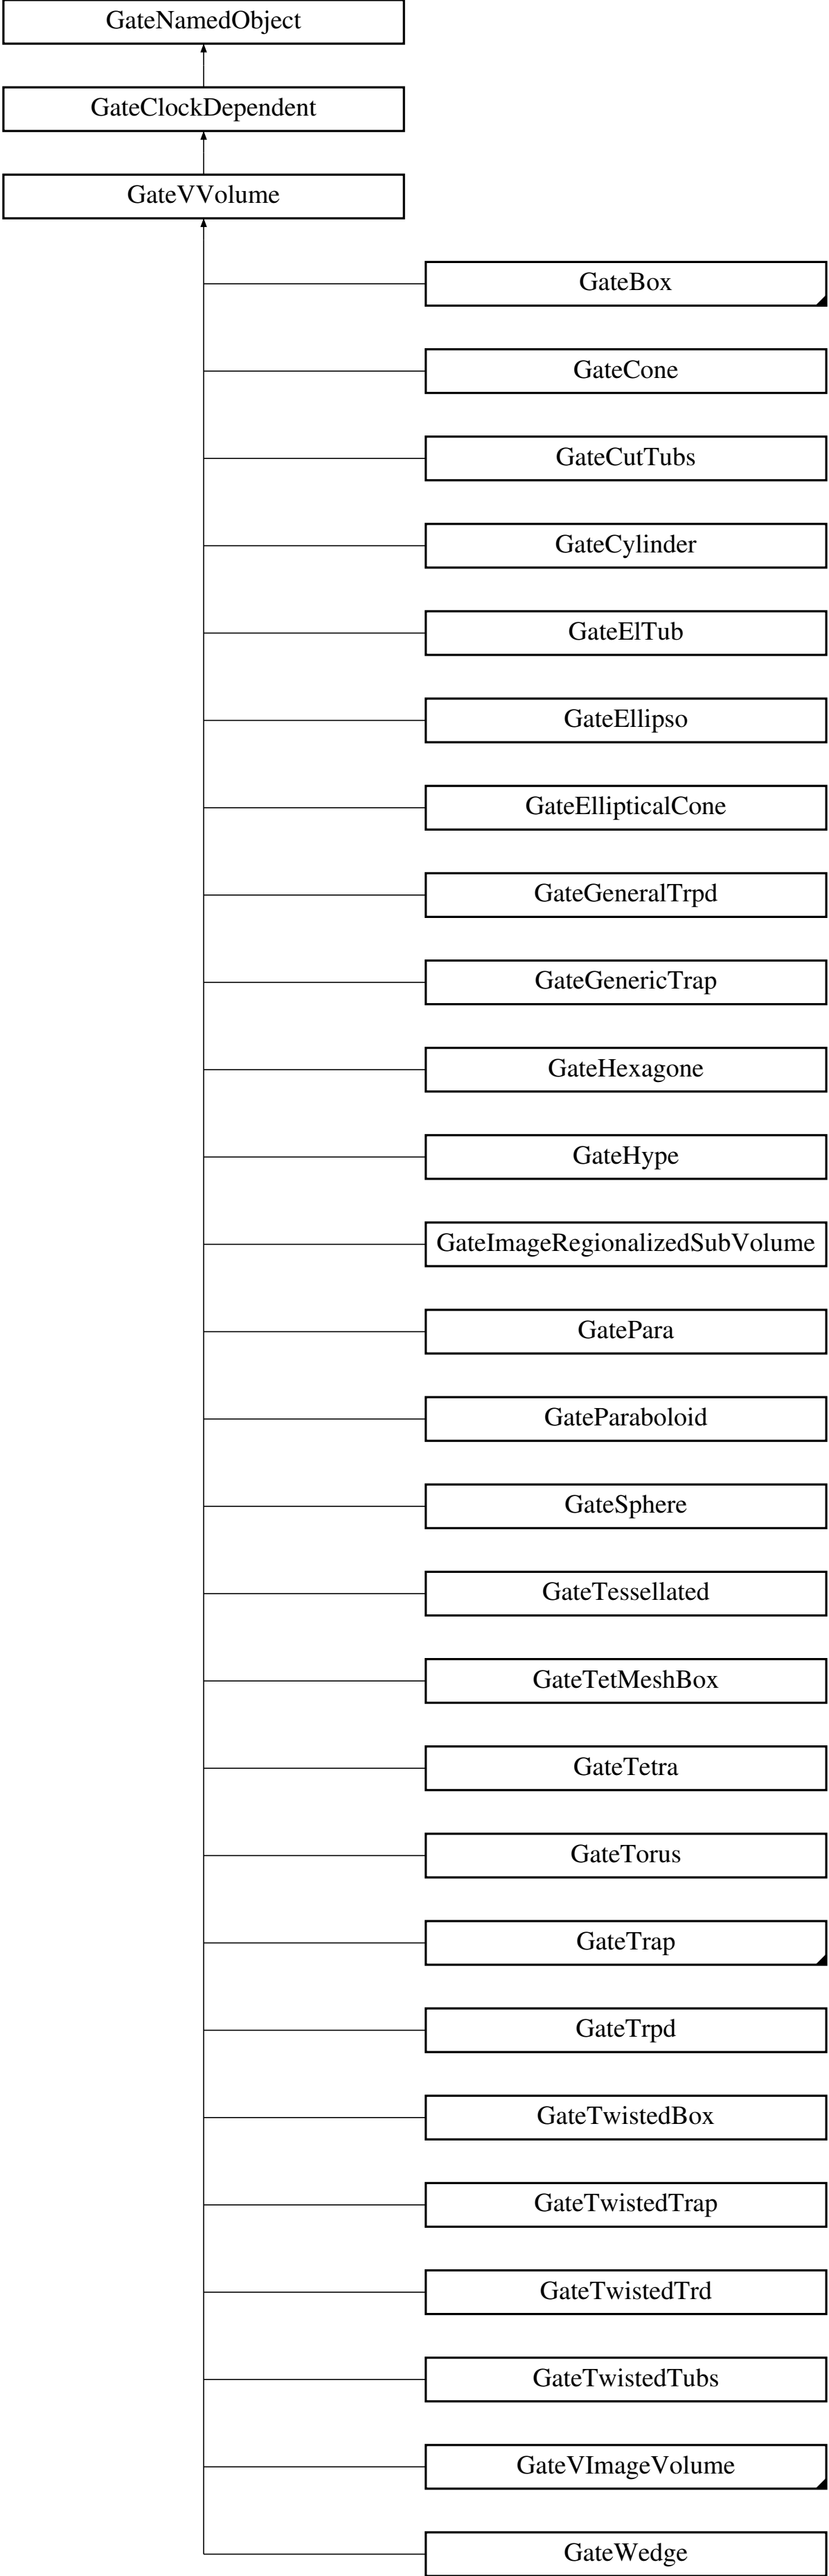 GateNamedObject
GateClockDependent
GateVVolume
GateBox
GateCone
GateCutTubs
GateCylinder
GateElTub
GateEllipso
GateEllipticalCone
GateGeneralTrpd
GateGenericTrap
GateHexagone
GateHype
GateImageRegionalizedSubVolume
GatePara
GateParaboloid
GateSphere
GateTessellated
GateTetMeshBox
GateTetra
GateTorus
GateTrap
GateTrpd
GateTwistedBox
GateTwistedTrap
GateTwistedTrd
GateTwistedTubs
GateVImageVolume
GateWedge